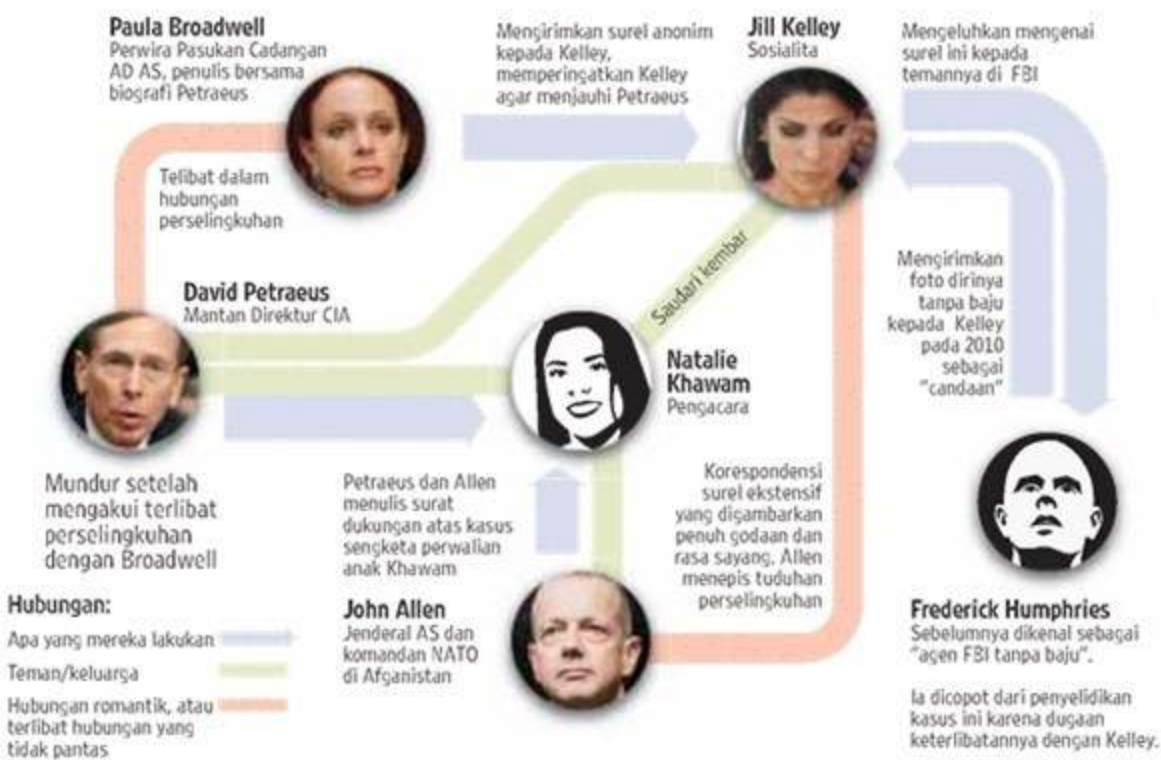 Paula Broadwell
Perwira Pasukan Cadangan
AD AS, penulis bersama
biografi Petraeus
Mengirimkan surel anonim
kepada Kelley,
memperingatkan Kelley
agar menjauhi Petraeus
Jill Kelley
Sosialita
Mengeluhkan mengenai
surel ini kepada
temannya di FBI
Telibat dalam
hubungan
perselingkuhan
David Petraeus
Mantan Direktur CIA
Saudari kembar
Mengirimkan
foto dirinya
tanpa baju
kepada Kelley
pada 2010
sebagai
"candaan"
Natalie
Khawam
Pengacara
Mundur setelah
mengakui terlibat
perselingkuhan
dengan Broadwell
Petraeus dan Allen
menulis surat
dukungan atas kasus
sengketa perwalian
anak Khawam
Korespondensi
surel ekstensif
yang digambarkan
penuh godaan dan
rasa sayang. Allen
menepis tuduhan
perselingkuhan
Hubungan:
Apa yang mereka lakukan
Teman/keluarga
Hubungan romantik, atau
terlibat hubungan yang
tidak pantas
John Allen
Jenderal AS dan
komandan NATO
di Afganistan
Frederick Humphries
Sebelumnya dikenal sebagai
"agen FBI tanpa baju".
Ia dicopot dari penyelidikan
kasus ini karena dugaan
keterlibatannya dengan Kelley.